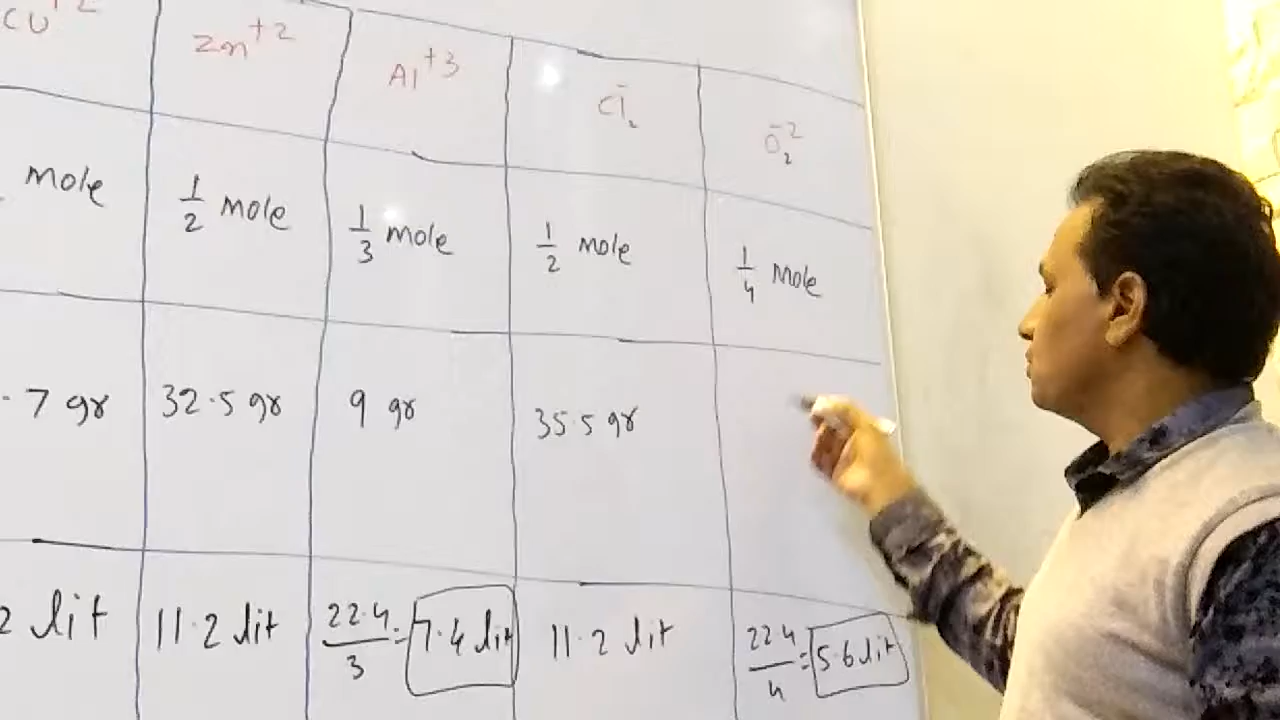 Cu+2 Zn+2 Al+3 Cl2- O2-2
mole 1/2 mole 1/3 mole 1/2 mole 1/4 mole
.7 gr 32.5 gr 9 gr 35.5 gr
2 lit 11.2 lit 22.4/3 = 7.4 lit 11.2 lit 224/4 = 5.6 lit